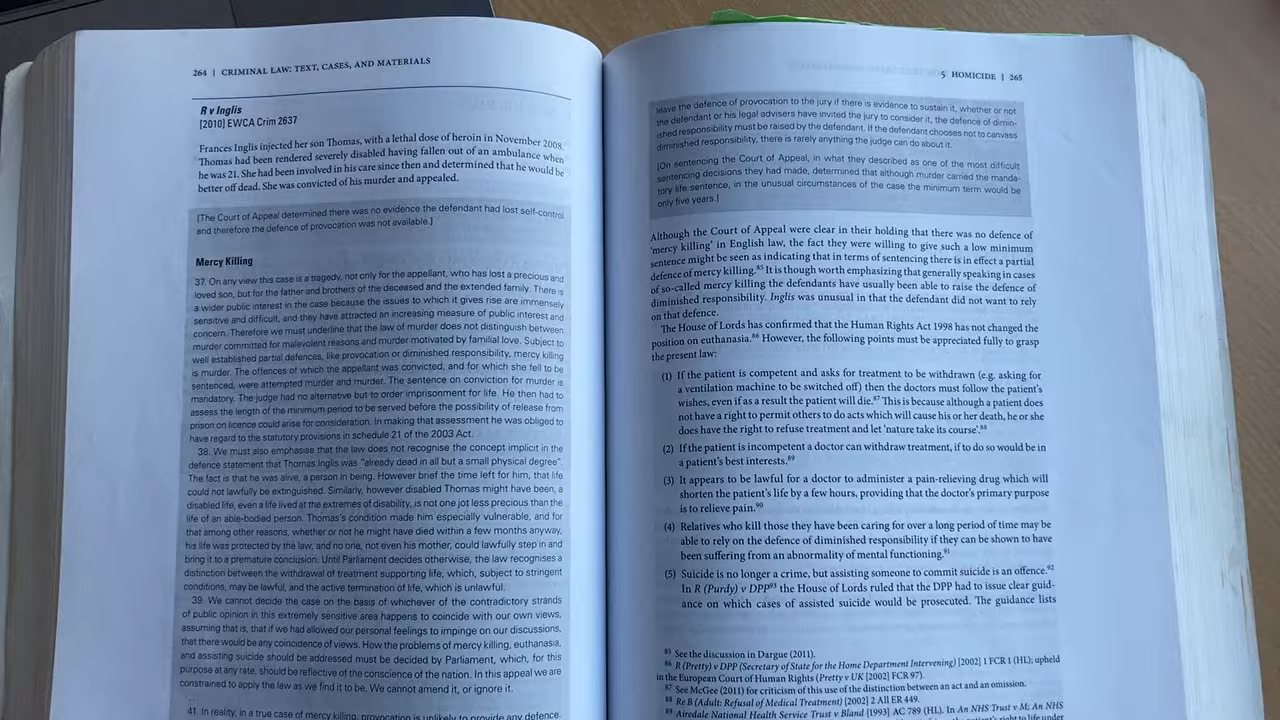 264 | CRIMINAL LAW: TEXT, CASES, AND MATERIALS
R v Inglis
[2010] EWCA Crim 2637
Frances Inglis injected her son Thomas, with a lethal dose of heroin in November 2008.
Thomas had been rendered severely disabled having fallen out of an ambulance when
he was 21. She had been involved in his care since then and determined that he would be
better off dead. She was convicted of his murder and appealed.
[The Court of Appeal determined there was no evidence the defendant had lost self-control
and therefore the defence of provocation was not available.]
Mercy Killing
37. On any view this case is a tragedy, not only for the appellant, who has lost a precious and
loved son, but for the father and brothers of the deceased and the extended family. There is
a wider public interest in the case because the issues to which it gives rise are immensely
sensitive and difficult, and they have attracted an increasing measure of public interest and
concern. Therefore we must underline that the law of murder does not distinguish between
murder committed for malevolent reasons and murder motivated by familial love. Subject to
well established partial defences, like provocation or diminished responsibility, mercy killing
is murder. The offences of which the appellant was convicted, and for which she fell to be
sentenced, were attempted murder and murder. The sentence on conviction for murder is
mandatory. The judge had no alternative but to order imprisonment for life. He then had to
assess the length of the minimum period to be served before the possibility of release from
prison on licence could arise for consideration. In making that assessment he was obliged to
have regard to the statutory provisions in schedule 21 of the 2003 Act.
38. We must also emphasise that the law does not recognise the concept implicit in the
defence statement that Thomas Inglis was "already dead in all but a small physical degree".
The fact is that he was alive, a person in being. However brief the time left for him, that life
could not lawfully be extinguished. Similarly, however disabled Thomas might have been, a
disabled life, even a life lived at the extremes of disability, is not one jot less precious than the
life of an able-bodied person. Thomas's condition made him especially vulnerable, and for
that among other reasons, whether or not he might have died within a few months anyway,
his life was protected by the law, and no one, not even his mother, could lawfully step in and
bring it to a premature conclusion. Until Parliament decides otherwise, the law recognises a
distinction between the withdrawal of treatment supporting life, which, subject to stringent
conditions, may be lawful, and the active termination of life, which is unlawful.
39. We cannot decide the case on the basis of whichever of the contradictory strands
of public opinion in this extremely sensitive area happens to coincide with our own views,
assuming that is, that if we had allowed our personal feelings to impinge on our discussions,
that there would be any coincidence of views. How the problems of mercy killing, euthanasia,
and assisting suicide should be addressed must be decided by Parliament, which, for this
purpose at any rate, should be reflective of the conscience of the nation. In this appeal we are
constrained to apply the law as we find it to be. We cannot amend it, or ignore it.
...
41. In reality, in a true case of mercy killing, provocation is unlikely to provide any defence.
5 HOMICIDE | 265
leave the defence of provocation to the jury if there is evidence to sustain it, whether or not
the defendant or his legal advisers have invited the jury to consider it, the defence of dimin-
ished responsibility must be raised by the defendant. If the defendant chooses not to canvass
diminished responsibility, there is rarely anything the judge can do about it.
[On sentencing the Court of Appeal, in what they described as one of the most difficult
sentencing decisions they had made, determined that although murder carried the manda-
tory life sentence, in the unusual circumstances of the case the minimum term would be
only five years.]
Although the Court of Appeal were clear in their holding that there was no defence of
'mercy killing' in English law, the fact they were willing to give such a low minimum
sentence might be seen as indicating that in terms of sentencing there is in effect a partial
defence of mercy killing.85 It is though worth emphasizing that generally speaking in cases
of so-called mercy killing the defendants have usually been able to raise the defence of
diminished responsibility. Inglis was unusual in that the defendant did not want to rely
on that defence.
The House of Lords has confirmed that the Human Rights Act 1998 has not changed the
position on euthanasia.86 However, the following points must be appreciated fully to grasp
the present law:
(1) If the patient is competent and asks for treatment to be withdrawn (e.g. asking for
a ventilation machine to be switched off) then the doctors must follow the patient's
wishes, even if as a result the patient will die.87 This is because although a patient does
not have a right to permit others to do acts which will cause his or her death, he or she
does have the right to refuse treatment and let 'nature take its course'.88
(2) If the patient is incompetent a doctor can withdraw treatment, if to do so would be in
a patient's best interests.89
(3) It appears to be lawful for a doctor to administer a pain-relieving drug which will
shorten the patient's life by a few hours, providing that the doctor's primary purpose
is to relieve pain.90
(4) Relatives who kill those they have been caring for over a long period of time may be
able to rely on the defence of diminished responsibility if they can be shown to have
been suffering from an abnormality of mental functioning.91
(5) Suicide is no longer a crime, but assisting someone to commit suicide is an offence.92
In R (Purdy) v DPP93 the House of Lords ruled that the DPP had to issue clear guid-
ance on which cases of assisted suicide would be prosecuted. The guidance lists
85 See the discussion in Dargue (2011).
86 R (Pretty) v DPP (Secretary of State for the Home Department Intervening) [2002] 1 FCR 1 (HL); upheld
in the European Court of Human Rights (Pretty v UK [2002] FCR 97).
87 See McGee (2011) for criticism of this use of the distinction between an act and an omission.
88 Re B (Adult: Refusal of Medical Treatment) [2002] 2 All ER 449.
89 Airedale National Health Service Trust v Bland [1993] AC 789 (HL). In An NHS Trust v M; An NHS